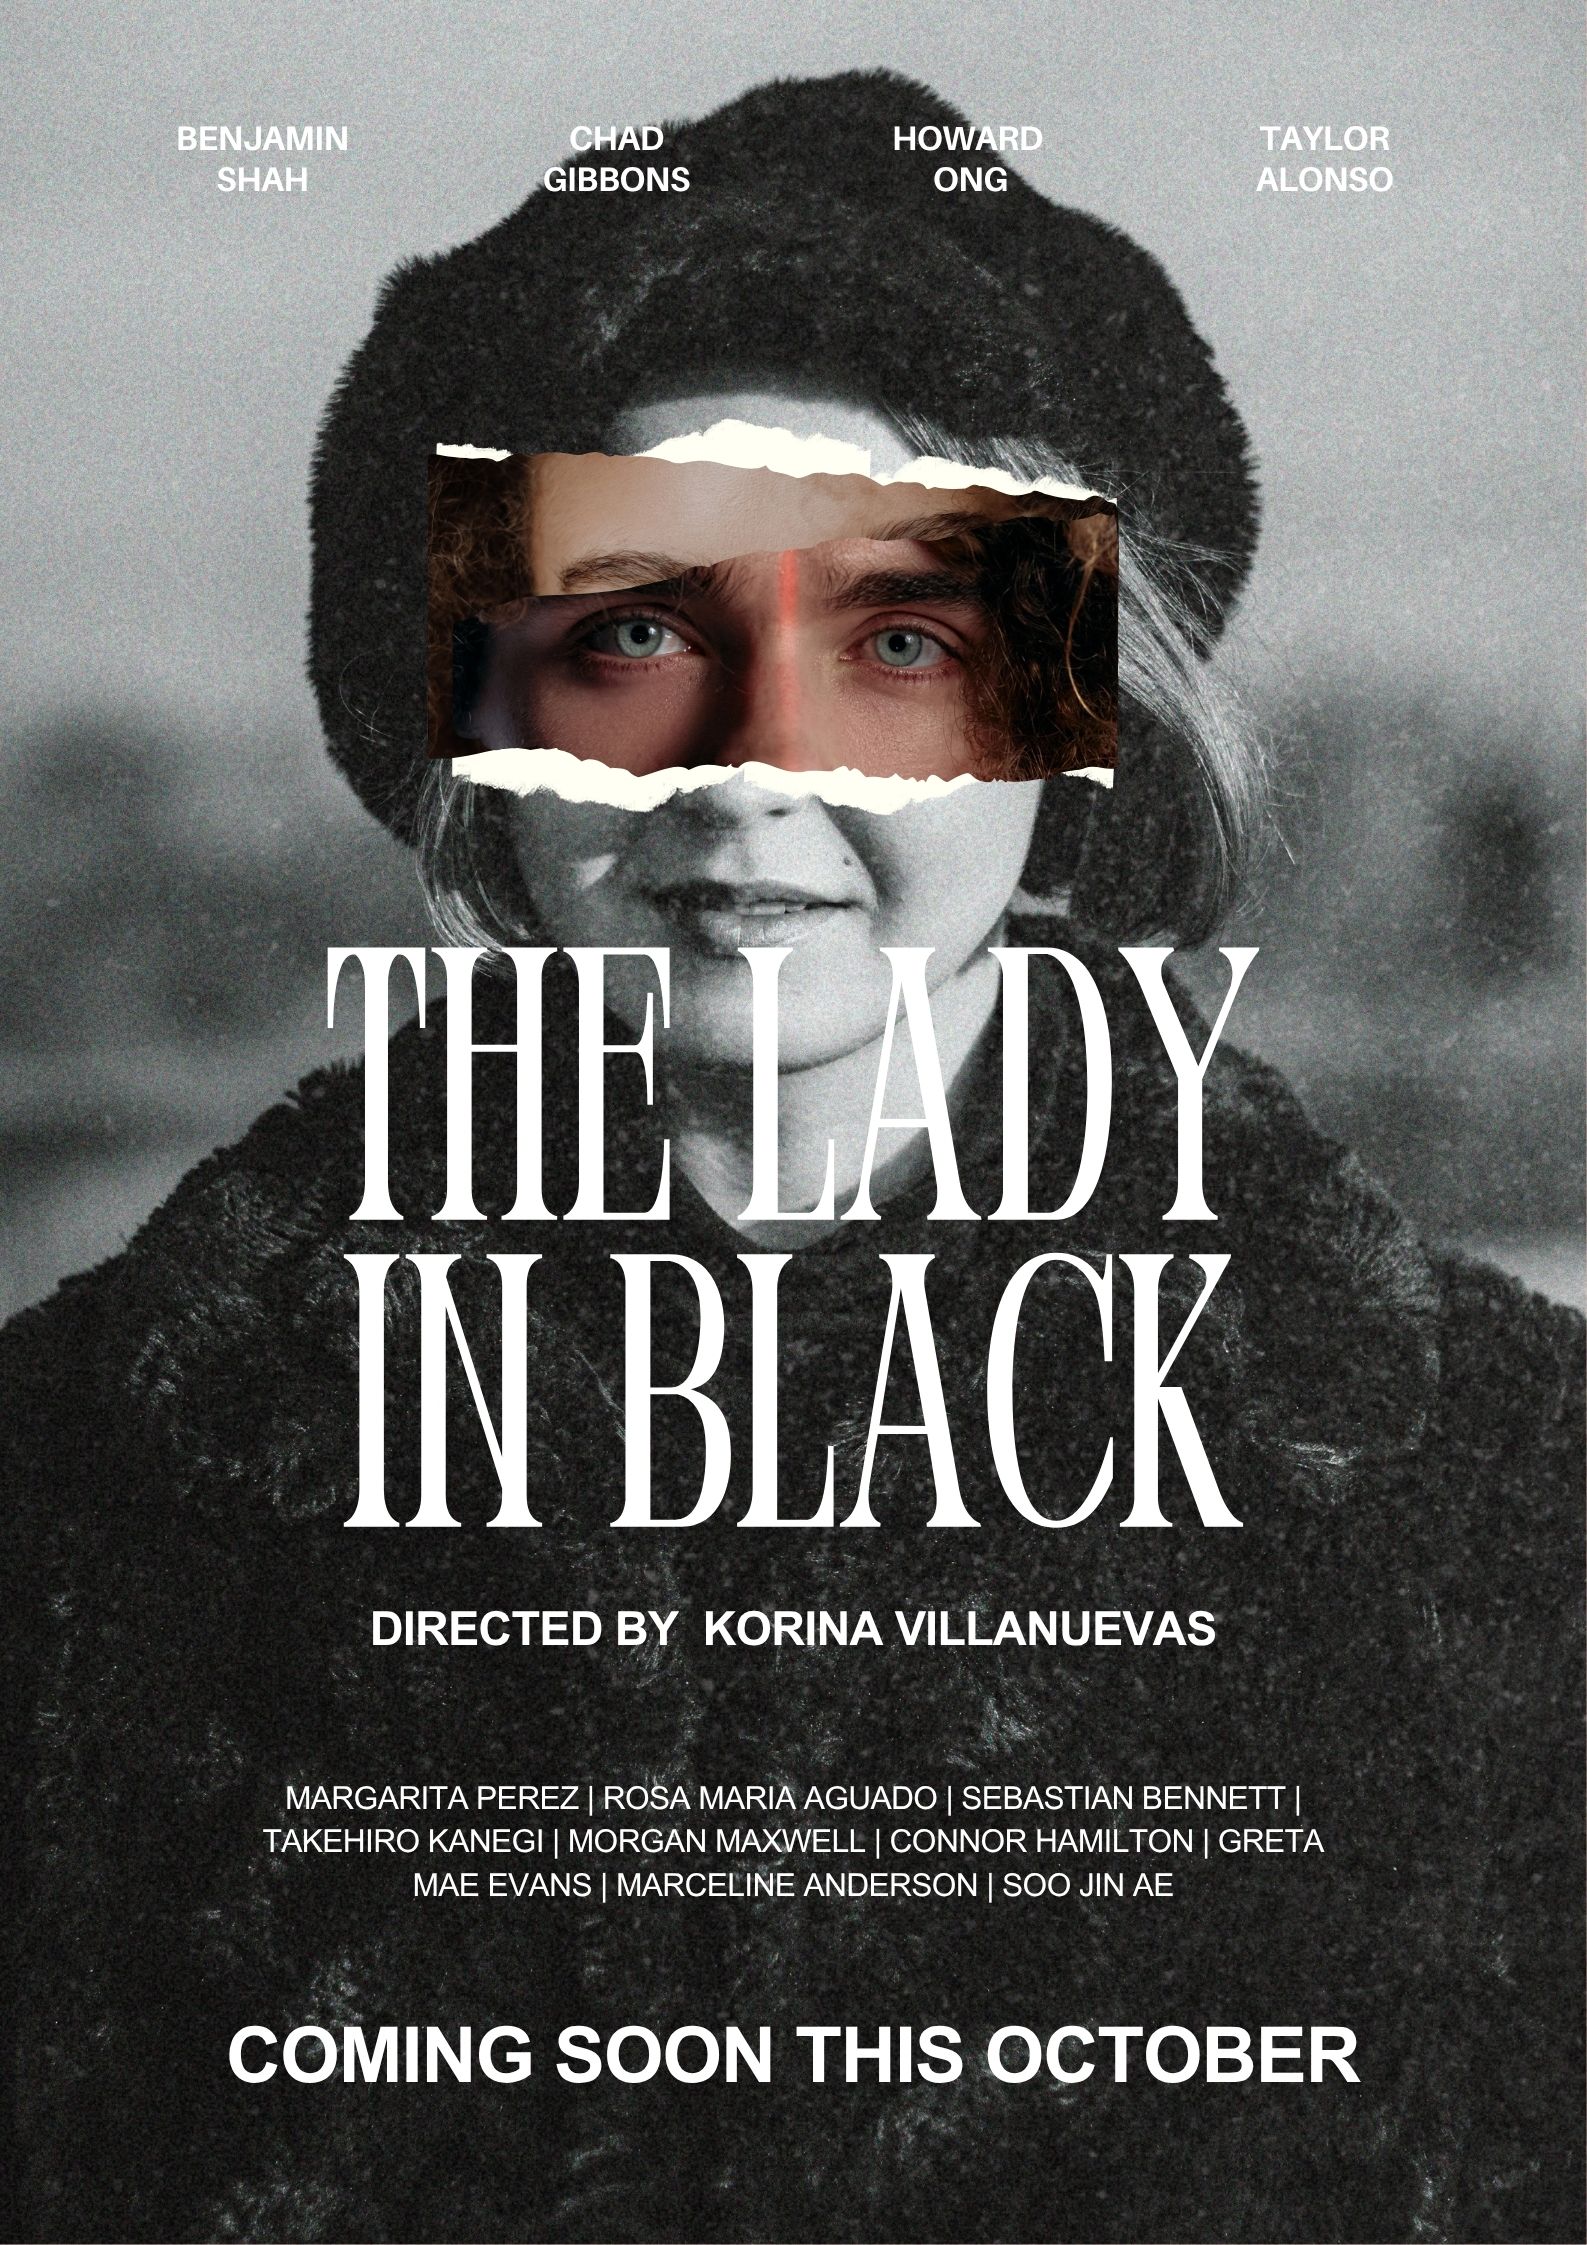 BENJAMIN
SHAH
CHAD
GIBBONS
HOWARD
ONG
TAYLOR
ALONSO
THE LADY
IN BLACK
DIRECTED BY  KORINA VILLANUEVAS
MARGARITA PEREZ | ROSA MARIA AGUADO | SEBASTIAN BENNETT |
TAKEHIRO KANEGI | MORGAN MAXWELL | CONNOR HAMILTON | GRETA
MAE EVANS | MARCELINE ANDERSON | SOO JIN AE
COMING SOON THIS OCTOBER